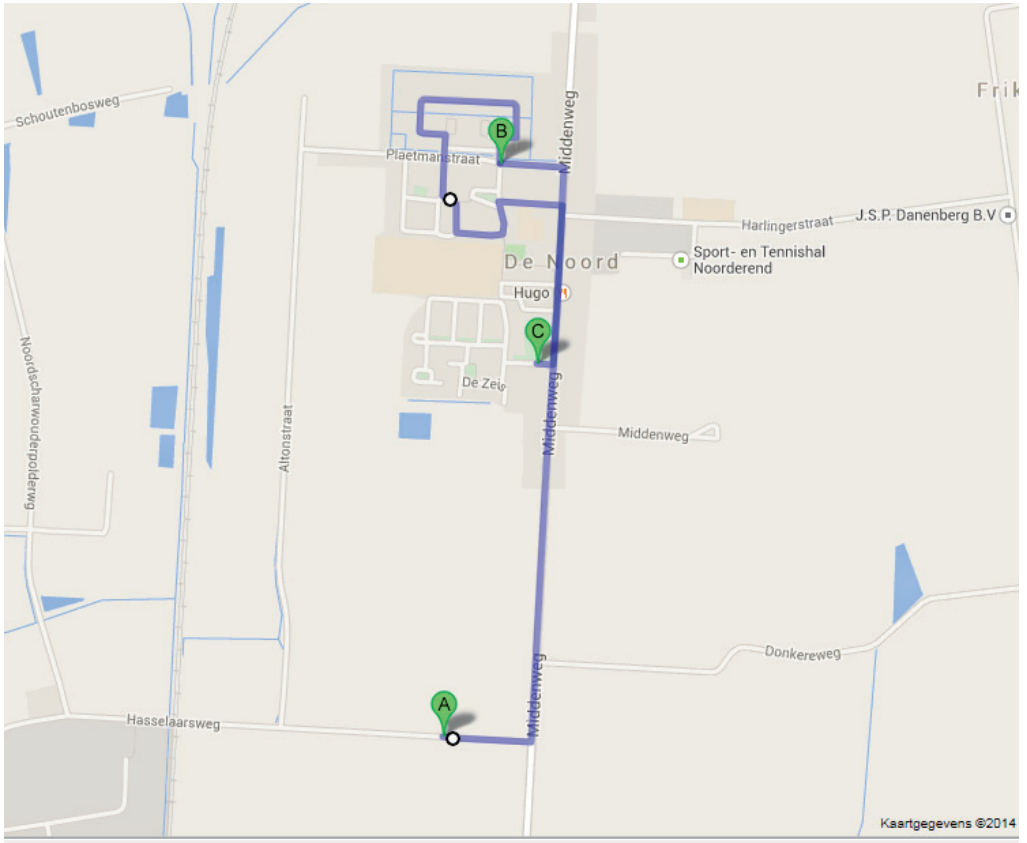 Schoutenbosweg
Frik
B
Plaetmanstraat
Middenweg
J.S.P. Danenberg B.V
Harlingerstraat
Sport- en Tennishal
Noorderend
De Noord
Hugo
C
De Zeis
Noordscharwouderpolderwg
Altonstraat
Middenweg
Middenweg
Donkereweg
Middenweg
A
Hasselaarsweg
Kaartgegevens ©2014